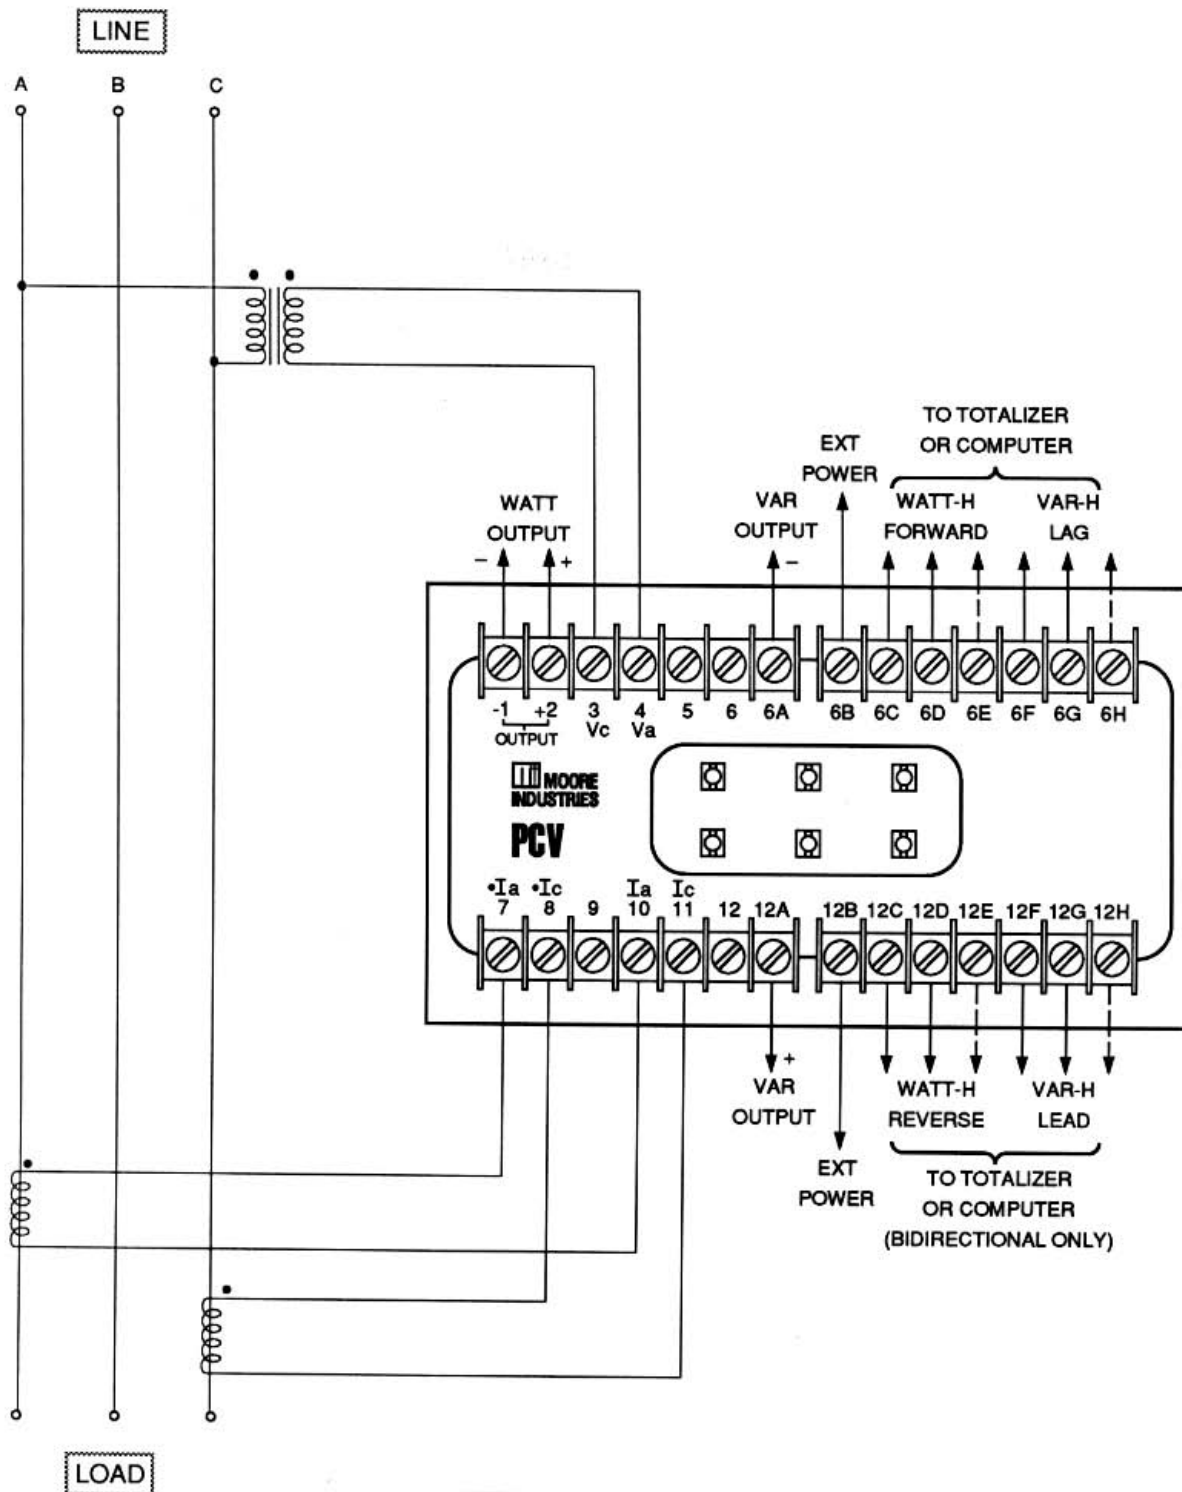 LINE
A B C
TO TOTALIZER
OR COMPUTER
EXT
POWER
WATT-H
FORWARD
VAR-H
LAG
WATT
OUTPUT
- +
VAR
OUTPUT
-
-1 +2 3 4 5 6 6A 6B 6C 6D 6E 6F 6G 6H
OUTPUT
Vc Va
MOORE
INDUSTRIES
PCV
•Ia •Ic Ia Ic
7 8 9 10 11 12 12A 12B 12C 12D 12E 12F 12G 12H
+
VAR
OUTPUT
WATT-H
REVERSE
VAR-H
LEAD
EXT
POWER
TO TOTALIZER
OR COMPUTER
(BIDIRECTIONAL ONLY)
LOAD